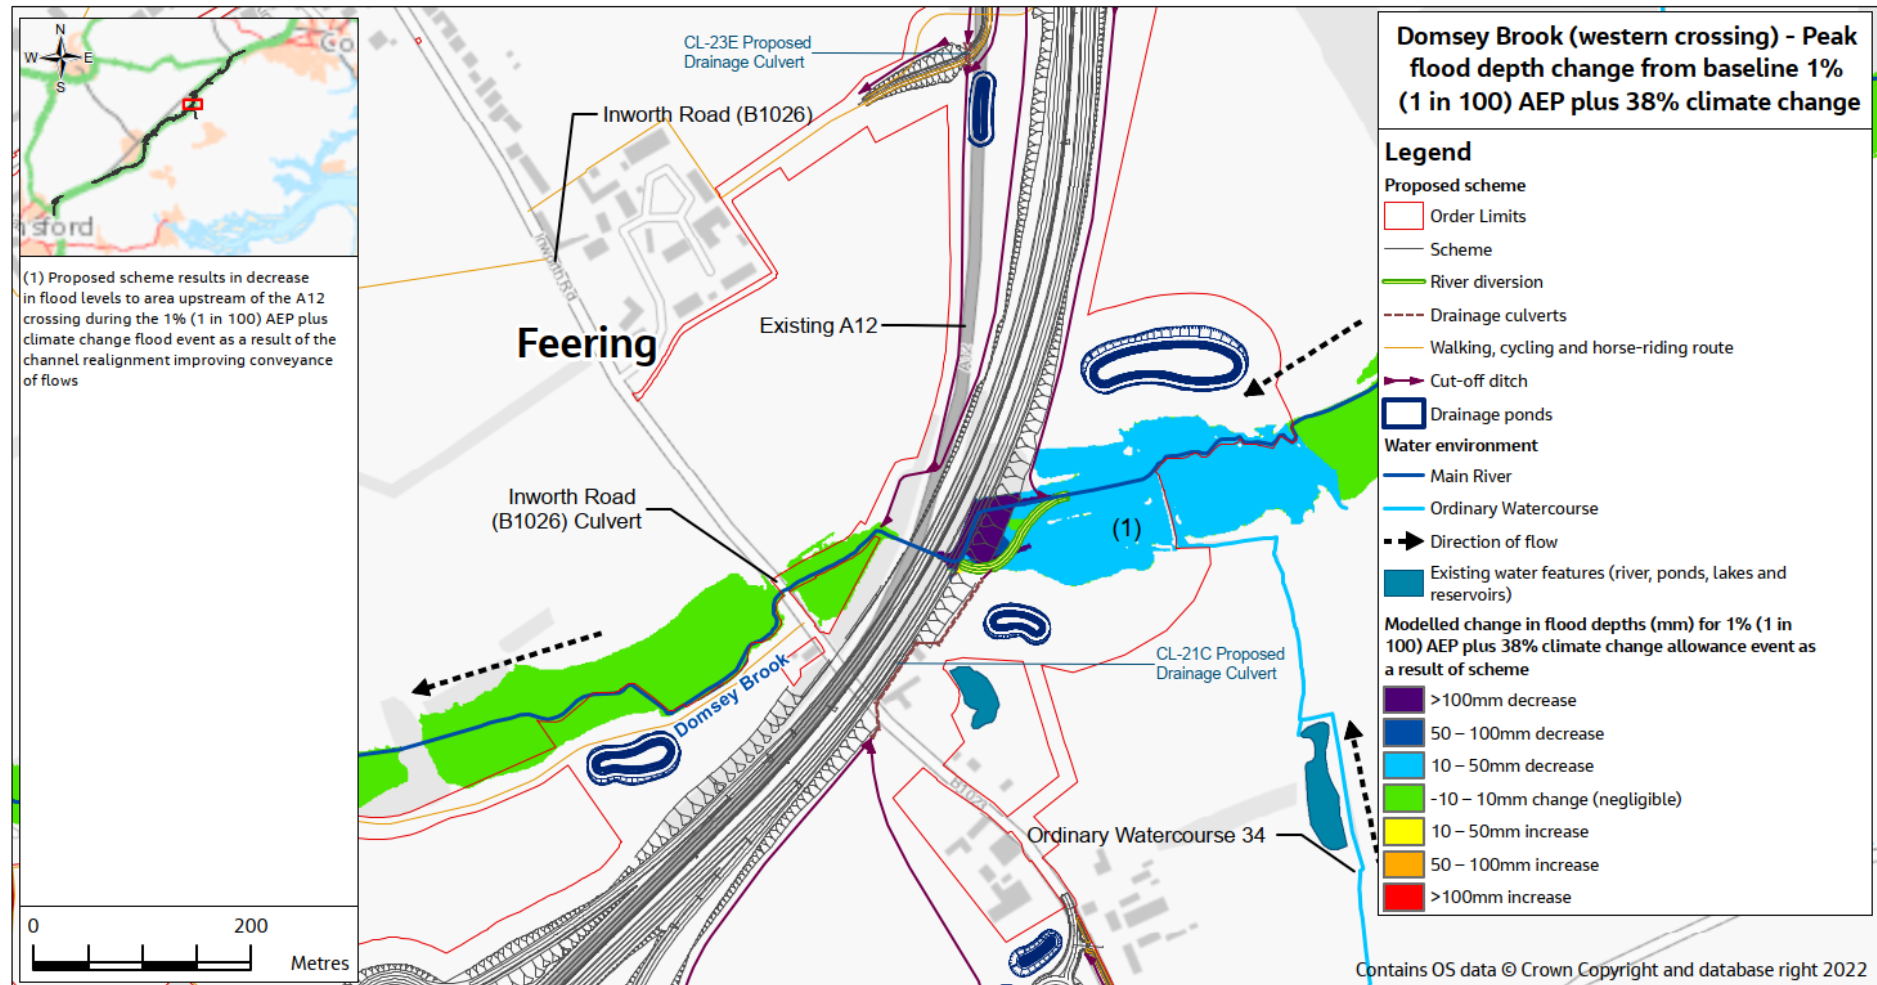 N
W E
S
Co
nsford
(1) Proposed scheme results in decrease
in flood levels to area upstream of the A12
crossing during the 1% (1 in 100) AEP plus
climate change flood event as a result of the
channel realignment improving conveyance
of flows
0 200
Metres
CL-23E Proposed
Drainage Culvert
Inworth Road (B1026)
Inworth Rd
Existing A12
A12
Feering
Inworth Road
(B1026) Culvert
(1)
Domsey Brook
CL-21C Proposed
Drainage Culvert
B1023
Ordinary Watercourse 34
Domsey Brook (western crossing) - Peak
flood depth change from baseline 1%
(1 in 100) AEP plus 38% climate change
Legend
Proposed scheme
Order Limits
Scheme
River diversion
Drainage culverts
Walking, cycling and horse-riding route
Cut-off ditch
Drainage ponds
Water environment
Main River
Ordinary Watercourse
Direction of flow
Existing water features (river, ponds, lakes and
reservoirs)
Modelled change in flood depths (mm) for 1% (1 in
100) AEP plus 38% climate change allowance event as
a result of scheme
>100mm decrease
50 – 100mm decrease
10 – 50mm decrease
-10 – 10mm change (negligible)
10 – 50mm increase
50 – 100mm increase
>100mm increase
Contains OS data © Crown Copyright and database right 2022